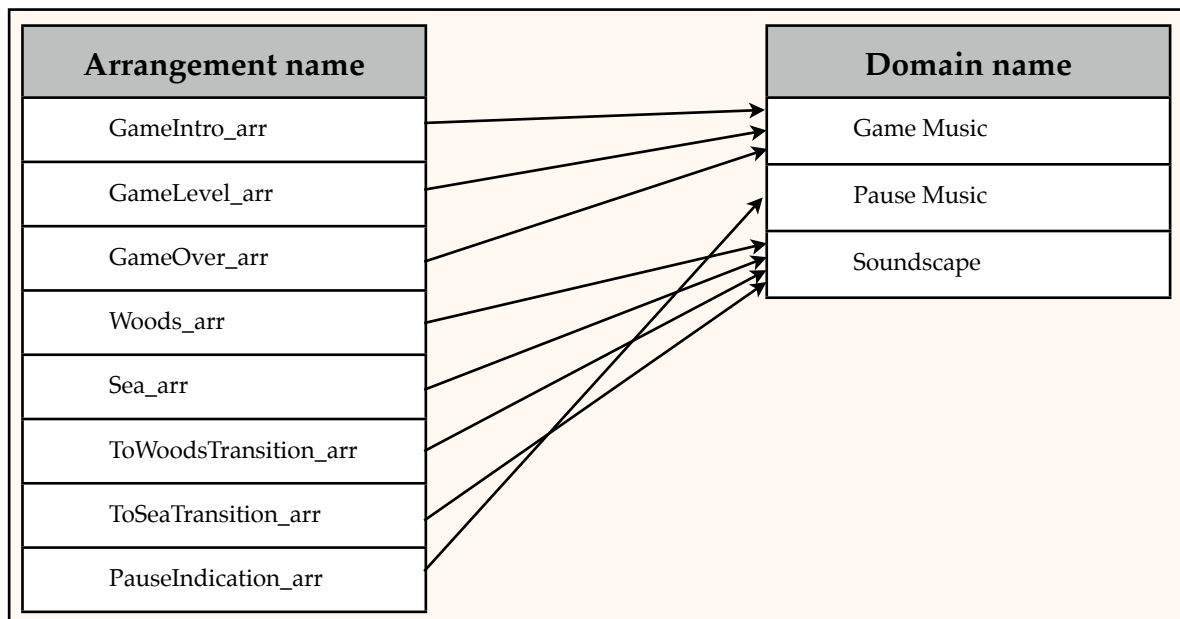 Arrangement name
GameIntro_arr
GameLevel_arr
GameOver_arr
Woods_arr
Sea_arr
ToWoodsTransition_arr
ToSeaTransition_arr
PauseIndication_arr
Domain name
Game Music
Pause Music
Soundscape